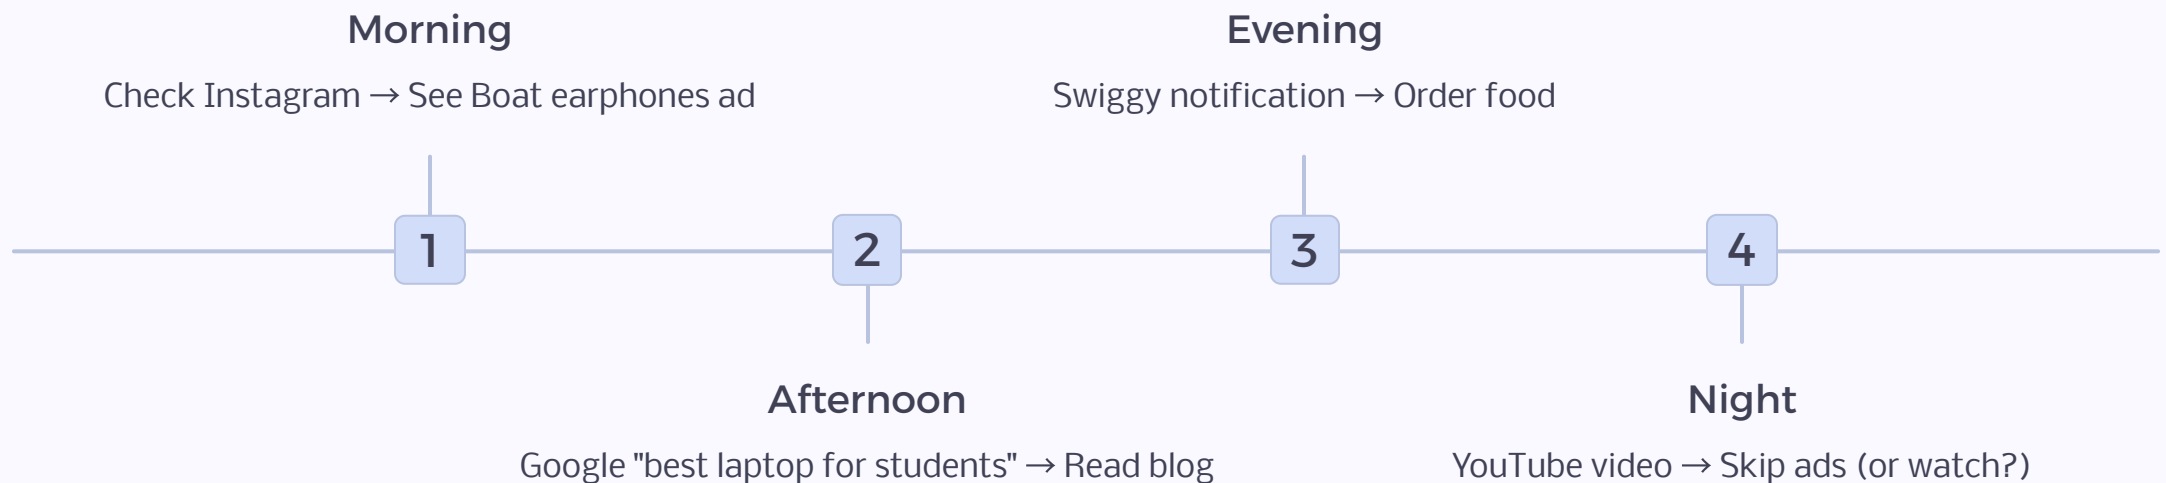 Morning
Check Instagram → See Boat earphones ad
Evening
Swiggy notification → Order food
1
2
3
4
Afternoon
Google "best laptop for students" → Read blog
Night
YouTube video → Skip ads (or watch?)